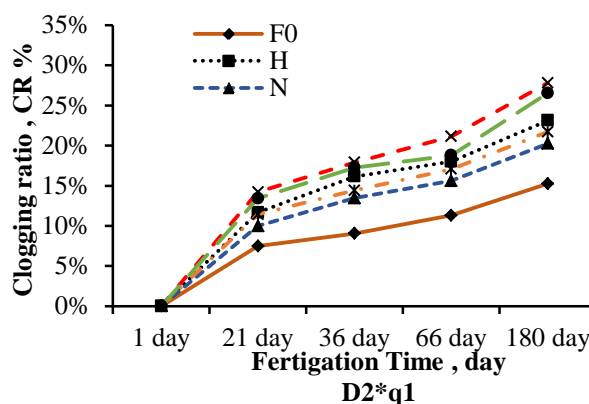 35%
30%
25%
20%
15%
10%
5%
0%
Clogging ratio , CR %
F0
H
N
1 day 21 day 36 day 66 day 180 day
Fertigation Time , day
D2*q1